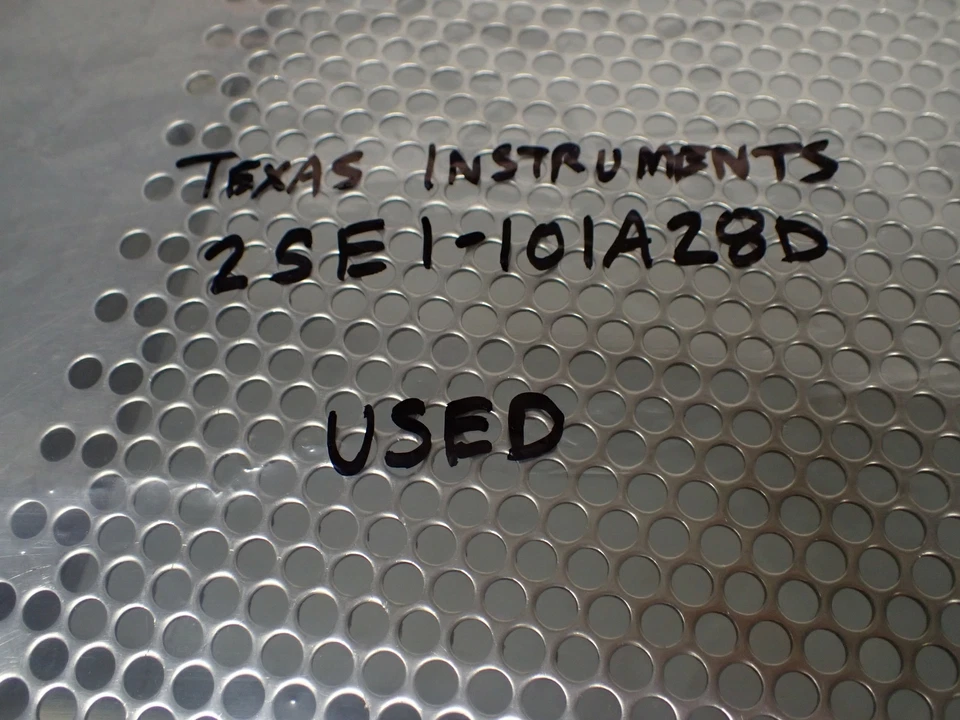 TEXAS INSTRUMENTS
2SE1-101A28D
USED